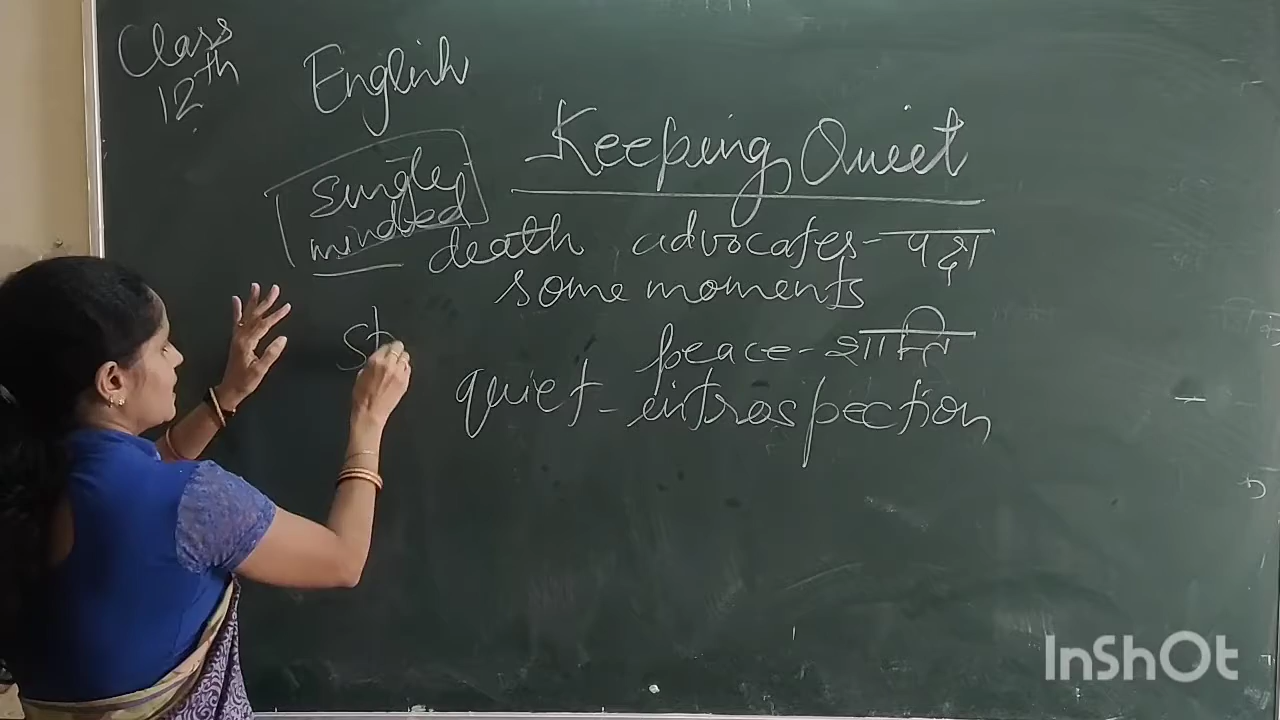 Class
12th
English
Keeping Quiet
single
minded
death advocates - पक्ष
some moments
peace - शान्ति
quiet - introspection
st
InShOt